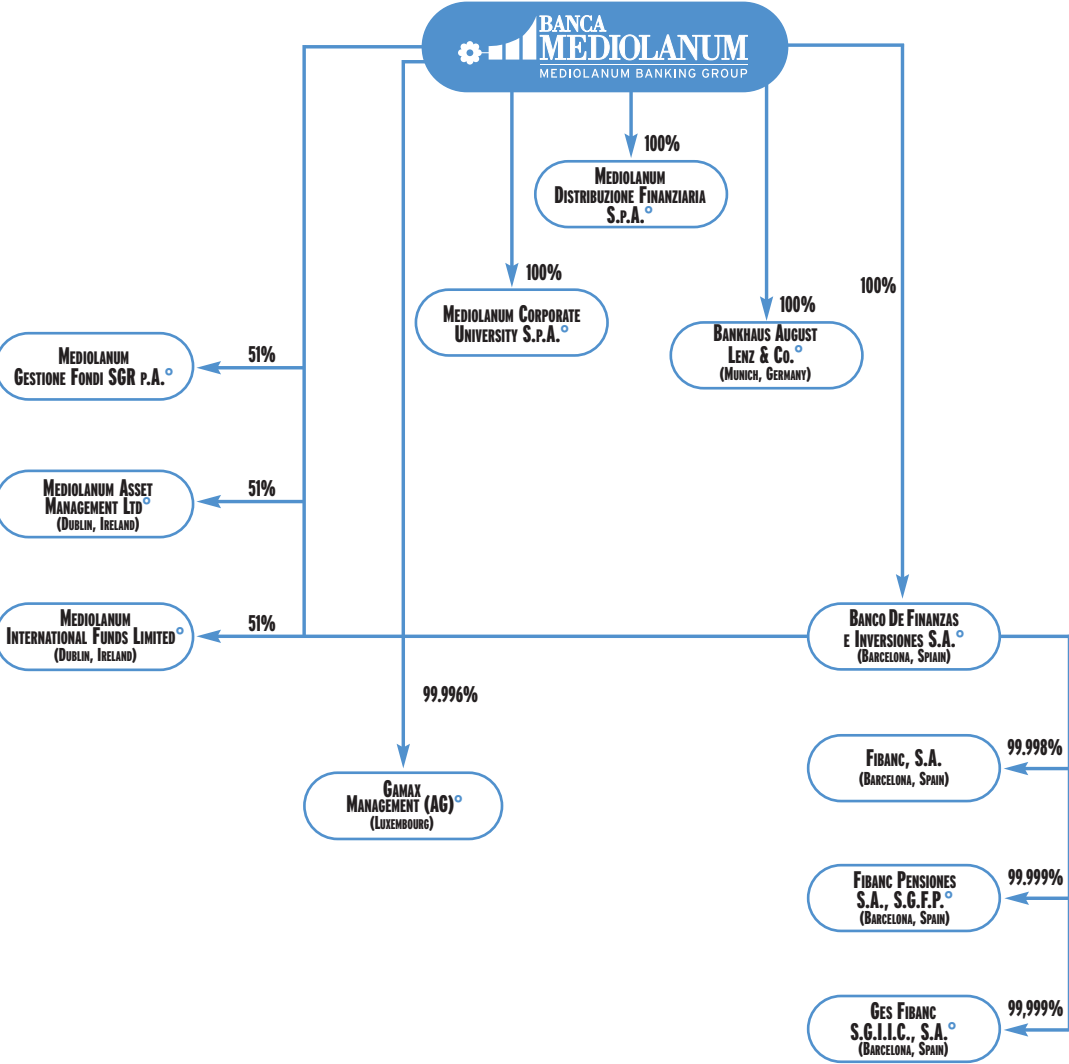 BANCA
MEDIOLANUM
MEDIOLANUM BANKING GROUP
100%
MEDIOLANUM
DISTRIBUZIONE FINANZIARIA
S.P.A.°
100%
MEDIOLANUM CORPORATE
UNIVERSITY S.P.A.°
100%
BANKHAUS AUGUST
LENZ & CO.°
(MUNICH, GERMANY)
100%
MEDIOLANUM
GESTIONE FONDI SGR P.A.°
51%
MEDIOLANUM ASSET
MANAGEMENT LTD°
(DUBLIN, IRELAND)
51%
MEDIOLANUM
INTERNATIONAL FUNDS LIMITED°
(DUBLIN, IRELAND)
51%
BANCO DE FINANZAS
E INVERSIONES S.A.°
(BARCELONA, SPIAIN)
99.996%
GAMAX
MANAGEMENT (AG)°
(LUXEMBOURG)
FIBANC, S.A.
(BARCELONA, SPAIN)
99.998%
FIBANC PENSIONES
S.A., S.G.F.P.°
(BARCELONA, SPAIN)
99.999%
GES FIBANC
S.G.I.I.C., S.A.°
(BARCELONA, SPAIN)
99,999%